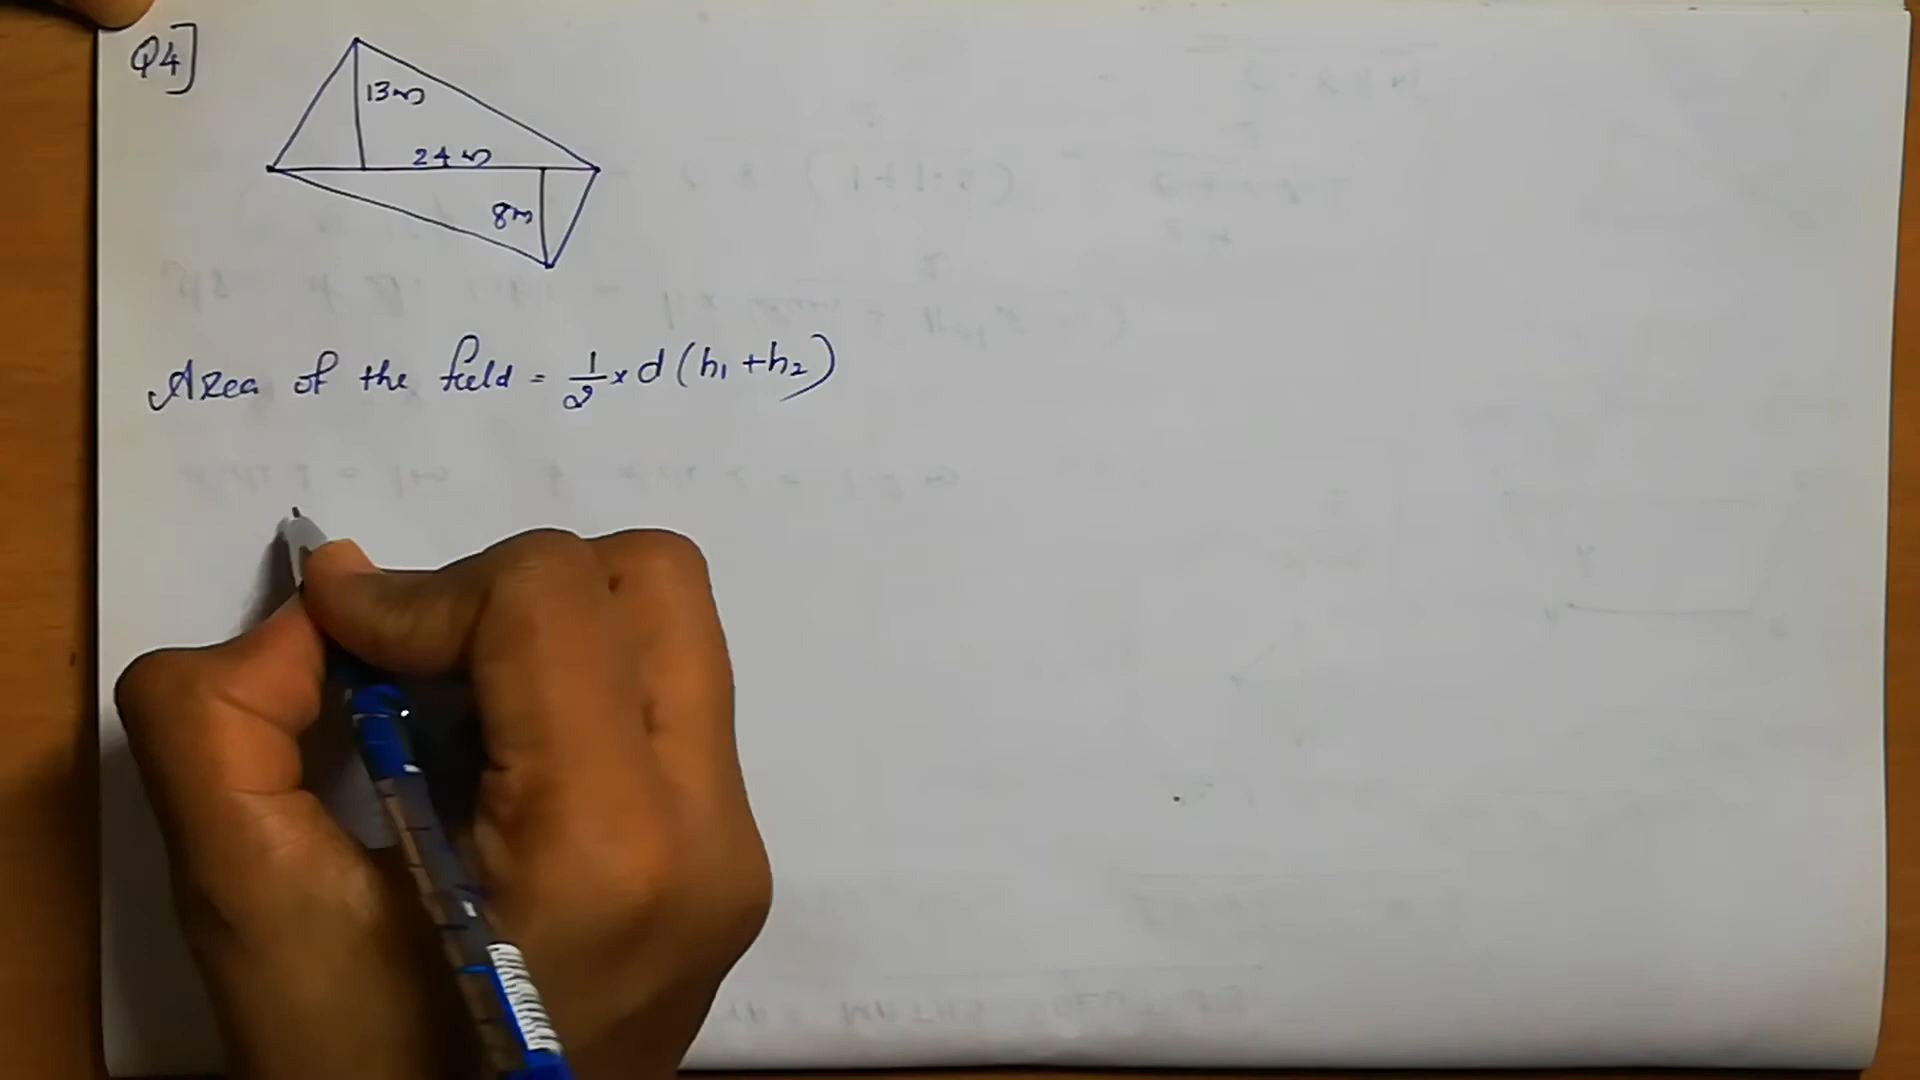 Q4]
13m
24m
8m
Area of the field = 1/2 × d (h₁ + h₂)